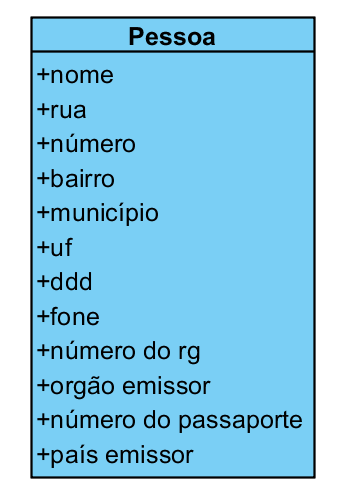 Pessoa
+nome
+rua
+número
+bairro
+município
+uf
+ddd
+fone
+número do rg
+orgão emissor
+número do passaporte
+país emissor